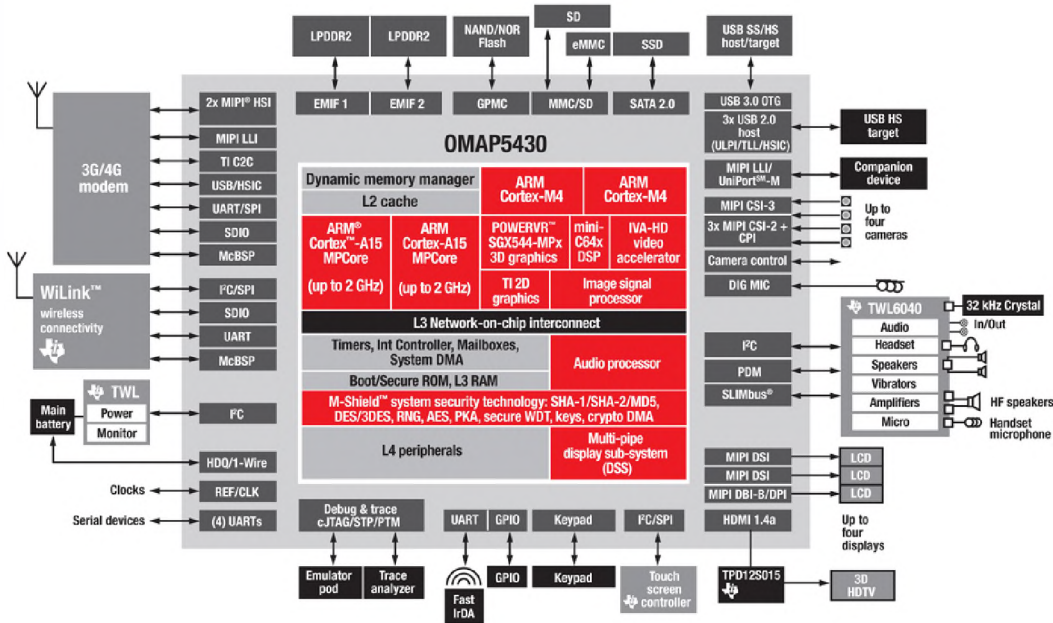 SD
LPDDR2
LPDDR2
NAND/NOR
Flash
eMMC
SSD
USB SS/HS
host/target
EMIF 1
EMIF 2
GPMC
MMC/SD
SATA 2.0
USB 3.0 OTG
3x USB 2.0
host
(ULPI/TLL/HSIC)
USB HS
target
MIPI LLI/
UniPort℠-M
Companion
device
MIPI CSI-3
3x MIPI CSI-2 +
CPI
Up to
four
cameras
Camera control
DIG MIC
3G/4G
modem
2x MIPI® HSI
MIPI LLI
TI C2C
USB/HSIC
UART/SPI
SDIO
McBSP
WiLink™
wireless
connectivity
I²C/SPI
SDIO
UART
McBSP
TWL
Power
Monitor
Main
battery
I²C
HDQ/1-Wire
Clocks
REF/CLK
Serial devices
(4) UARTs
OMAP5430
Dynamic memory manager
L2 cache
ARM
Cortex-M4
ARM
Cortex-M4
ARM®
Cortex™-A15
MPCore
(up to 2 GHz)
ARM
Cortex-A15
MPCore
(up to 2 GHz)
POWERVR™
SGX544-MPx
3D graphics
mini-
C64x
DSP
IVA-HD
video
accelerator
TI 2D
graphics
Image signal
processor
L3 Network-on-chip interconnect
Timers, Int Controller, Mailboxes,
System DMA
Boot/Secure ROM, L3 RAM
Audio processor
M-Shield™ system security technology: SHA-1/SHA-2/MD5,
DES/3DES, RNG, AES, PKA, secure WDT, keys, crypto DMA
L4 peripherals
Multi-pipe
display sub-system
(DSS)
I²C
PDM
SLIMbus®
TWL6040
32 kHz Crystal
Audio
In/Out
Headset
Speakers
Vibrators
Amplifiers
HF speakers
Micro
Handset
microphone
MIPI DSI
LCD
MIPI DSI
LCD
MIPI DBI-B/DPI
LCD
HDMI 1.4a
Up to
four
displays
TPD12S015
3D
HDTV
Debug & trace
cJTAG/STP/PTM
UART
GPIO
Keypad
I²C/SPI
Emulator
pod
Trace
analyzer
Fast
IrDA
GPIO
Keypad
Touch
screen
controller